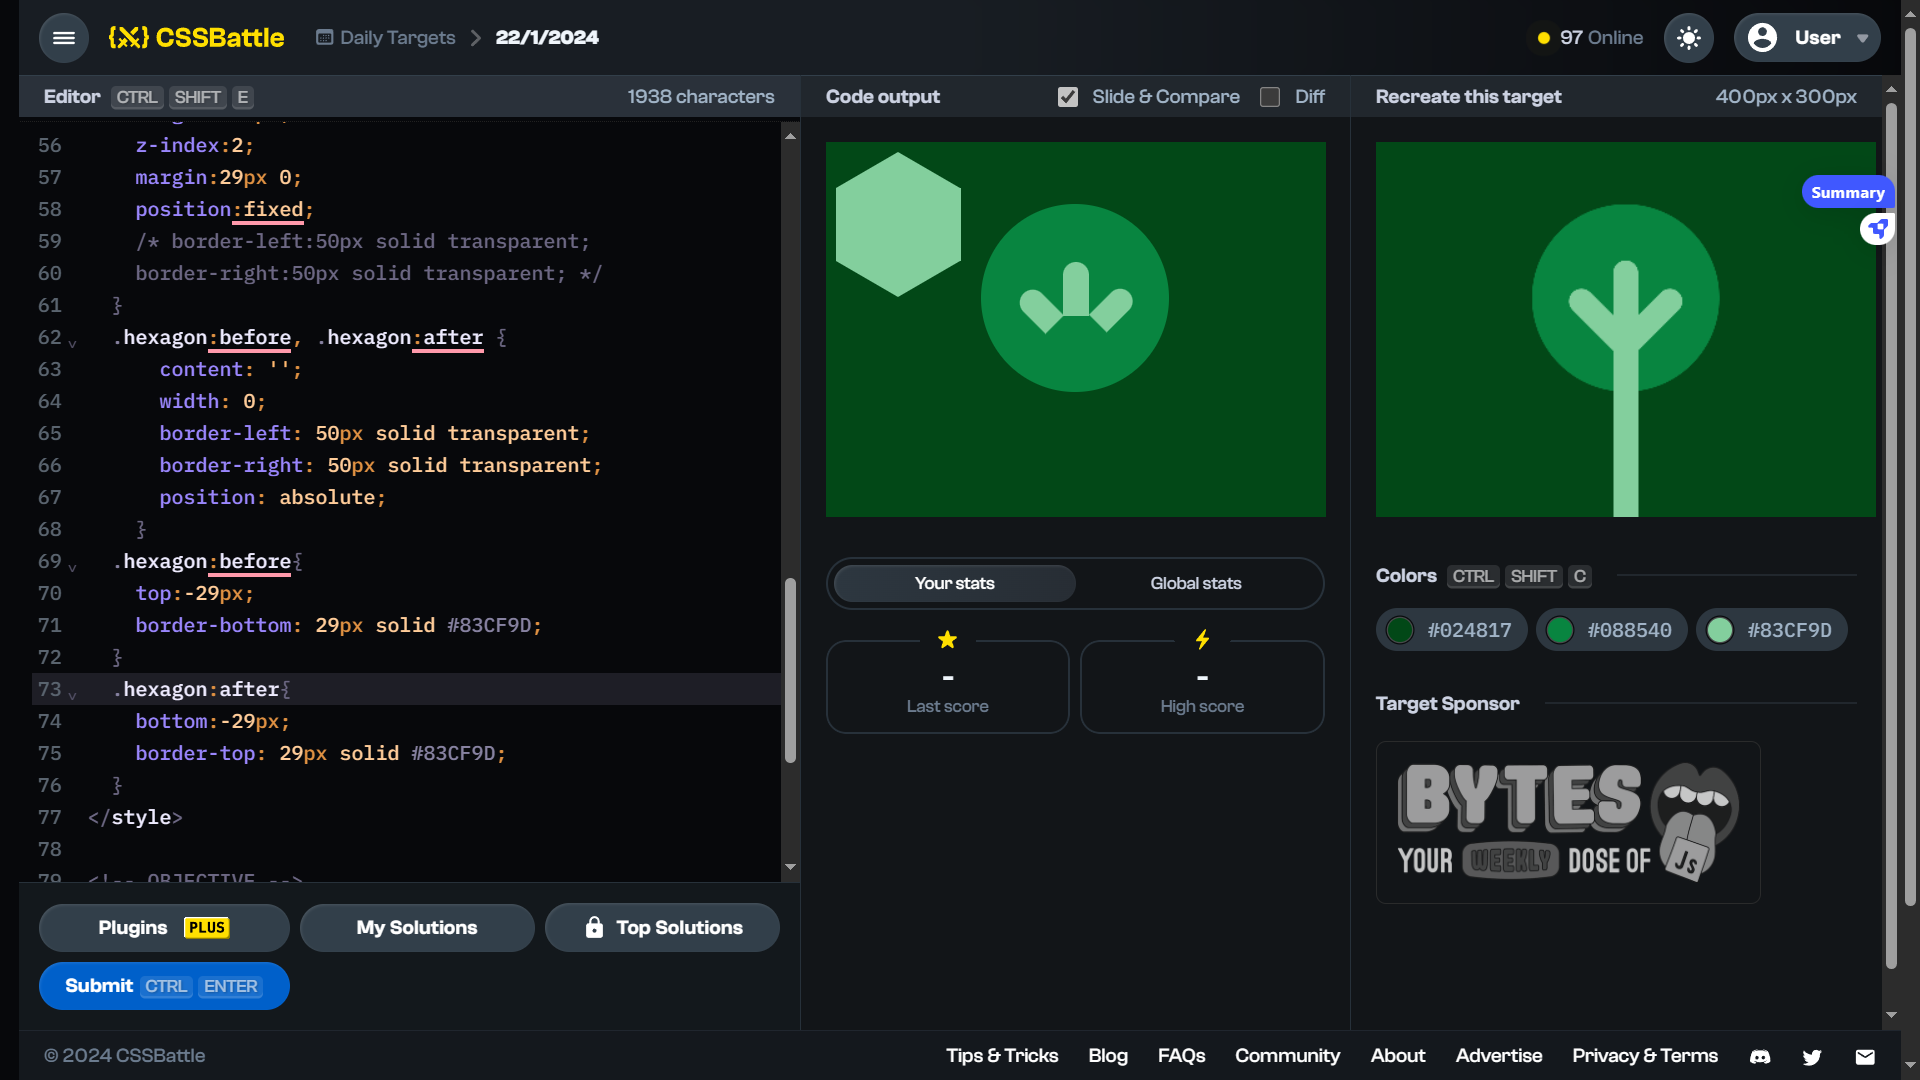 {X} CSSBattle
Daily Targets
22/1/2024
97 Online
User
Editor CTRL SHIFT E
1938 characters
Code output
Slide & Compare
Diff
Recreate this target
400px x 300px
56 z-index:2;
57 margin:29px 0;
58 position:fixed;
59 /* border-left:50px solid transparent;
60 border-right:50px solid transparent; */
61 }
62 .hexagon:before, .hexagon:after {
63 content: '';
64 width: 0;
65 border-left: 50px solid transparent;
66 border-right: 50px solid transparent;
67 position: absolute;
68 }
69 .hexagon:before{
70 top:-29px;
71 border-bottom: 29px solid #83CF9D;
72 }
73 .hexagon:after{
74 bottom:-29px;
75 border-top: 29px solid #83CF9D;
76 }
77 </style>
78
79 <!-- OBJECTIVE -->
Summary
Your stats
Global stats
-
Last score
-
High score
Colors CTRL SHIFT C
#024817
#088540
#83CF9D
Target Sponsor
BYTES
YOUR WEEKLY DOSE OF JS
Plugins PLUS
My Solutions
Top Solutions
Submit CTRL ENTER
© 2024 CSSBattle
Tips & Tricks
Blog
FAQs
Community
About
Advertise
Privacy & Terms